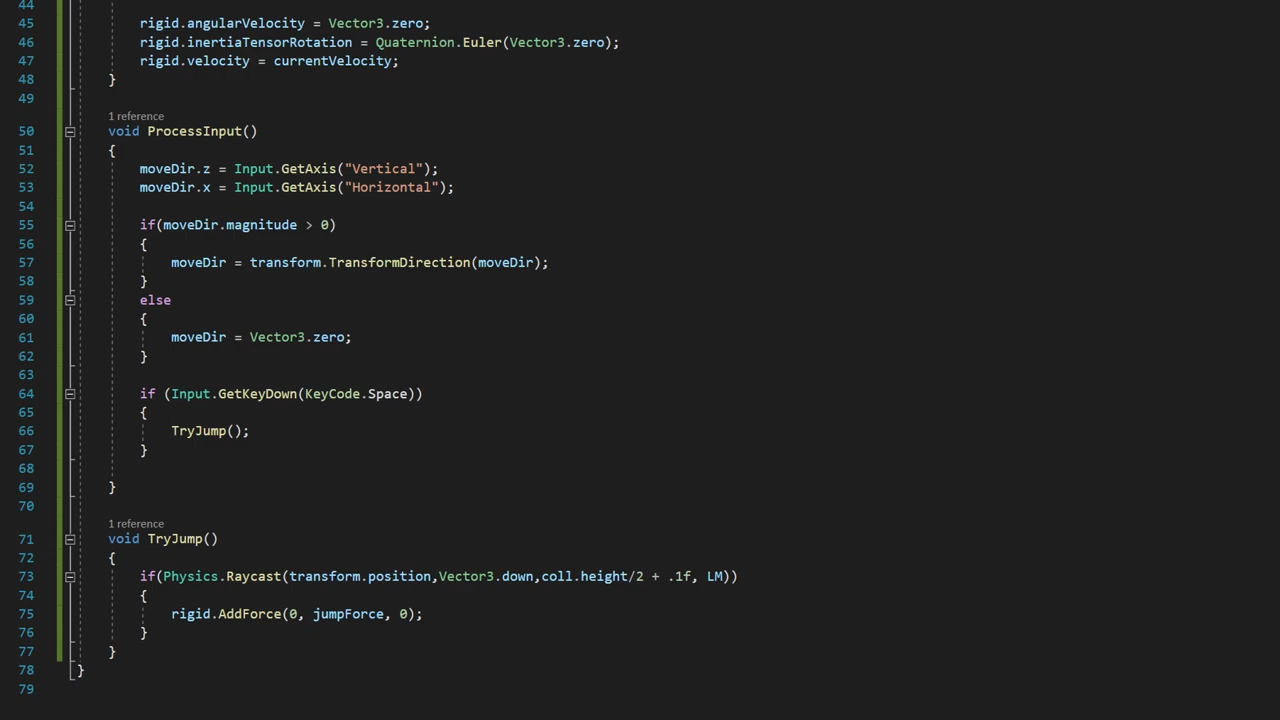 44
45 rigid.angularVelocity = Vector3.zero;
46 rigid.inertiaTensorRotation = Quaternion.Euler(Vector3.zero);
47 rigid.velocity = currentVelocity;
48 }
49
1 reference
50 void ProcessInput()
51 {
52 moveDir.z = Input.GetAxis("Vertical");
53 moveDir.x = Input.GetAxis("Horizontal");
54
55 if(moveDir.magnitude > 0)
56 {
57 moveDir = transform.TransformDirection(moveDir);
58 }
59 else
60 {
61 moveDir = Vector3.zero;
62 }
63
64 if (Input.GetKeyDown(KeyCode.Space))
65 {
66 TryJump();
67 }
68
69 }
70
1 reference
71 void TryJump()
72 {
73 if(Physics.Raycast(transform.position,Vector3.down,coll.height/2 + .1f, LM))
74 {
75 rigid.AddForce(0, jumpForce, 0);
76 }
77 }
78 }
79